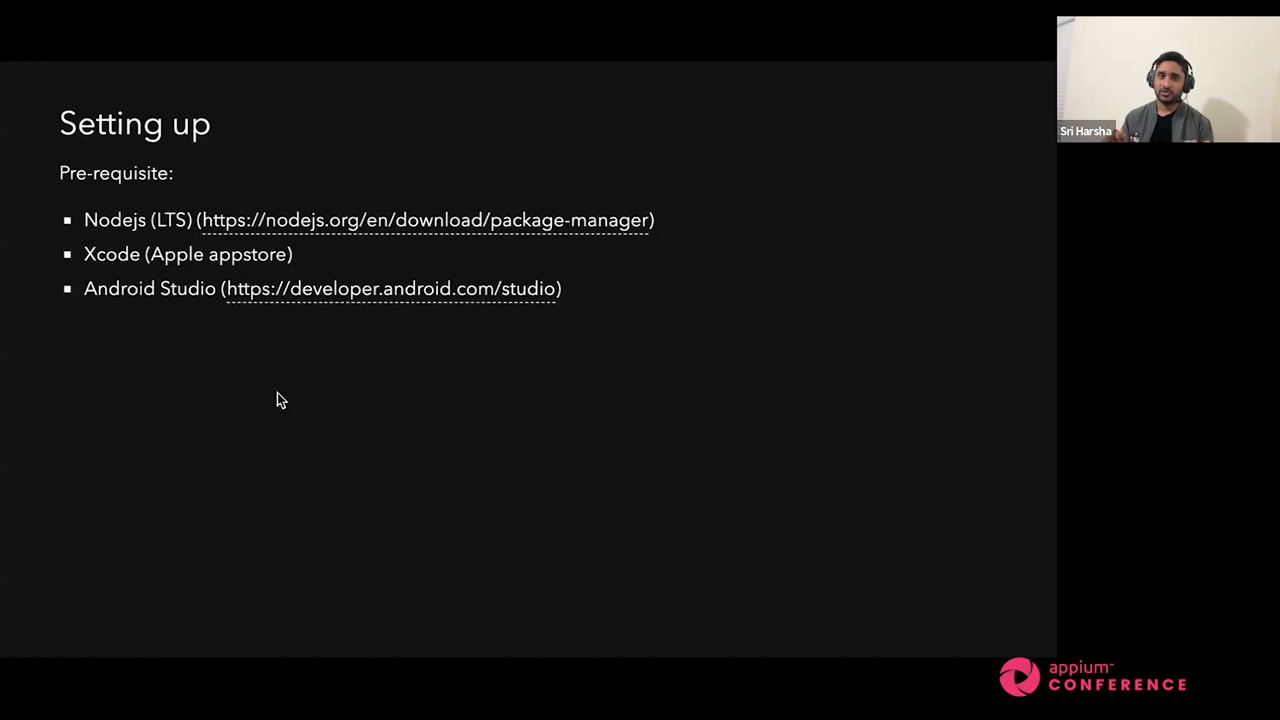 Setting up
Pre-requisite:
Nodejs (LTS) (https://nodejs.org/en/download/package-manager)
Xcode (Apple appstore)
Android Studio (https://developer.android.com/studio)
Sri Harsha
appium™
CONFERENCE